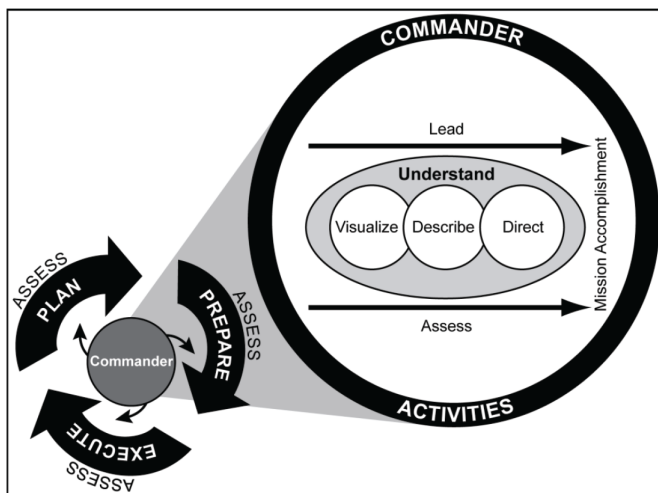 COMMANDER
Lead
Understand
Visualize
Describe
Direct
Assess
Mission Accomplishment
ACTIVITIES
ASSESS
PLAN
PREPARE
ASSESS
Commander
EXECUTE
ASSESS